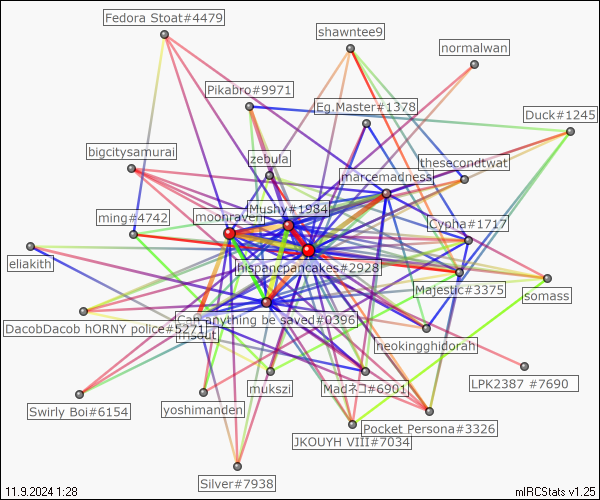 Fedora Stoat#4479
shawntee9
normalwan
Pikabro#9971
Eg.Master#1378
Duck#1245
bigcitysamurai
zebula
thesecondtwat
marcemadness
Mushy#1984
ming#4742
moonraven
Cypha#1717
eliakith
hispancpancakes#2928
Majestic#3375
somass
Can anything be saved#0396
DacobDacob hORNY police#5271
neokingghidorah
LPK2387 #7690
mukszi
Madネコ#6901
Swirly Boi#6154
yoshimanden
Pocket Persona#3326
JKOUYH VIII#7034
Silver#7938
11.9.2024 1:28
mIRCStats v1.25